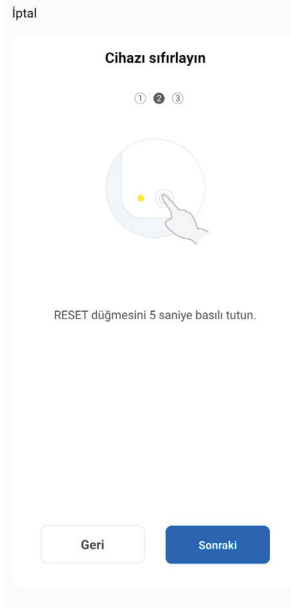 İptal
Cihazı sıfırlayın
1 2 3
RESET düğmesini 5 saniye basılı tutun.
Geri Sonraki